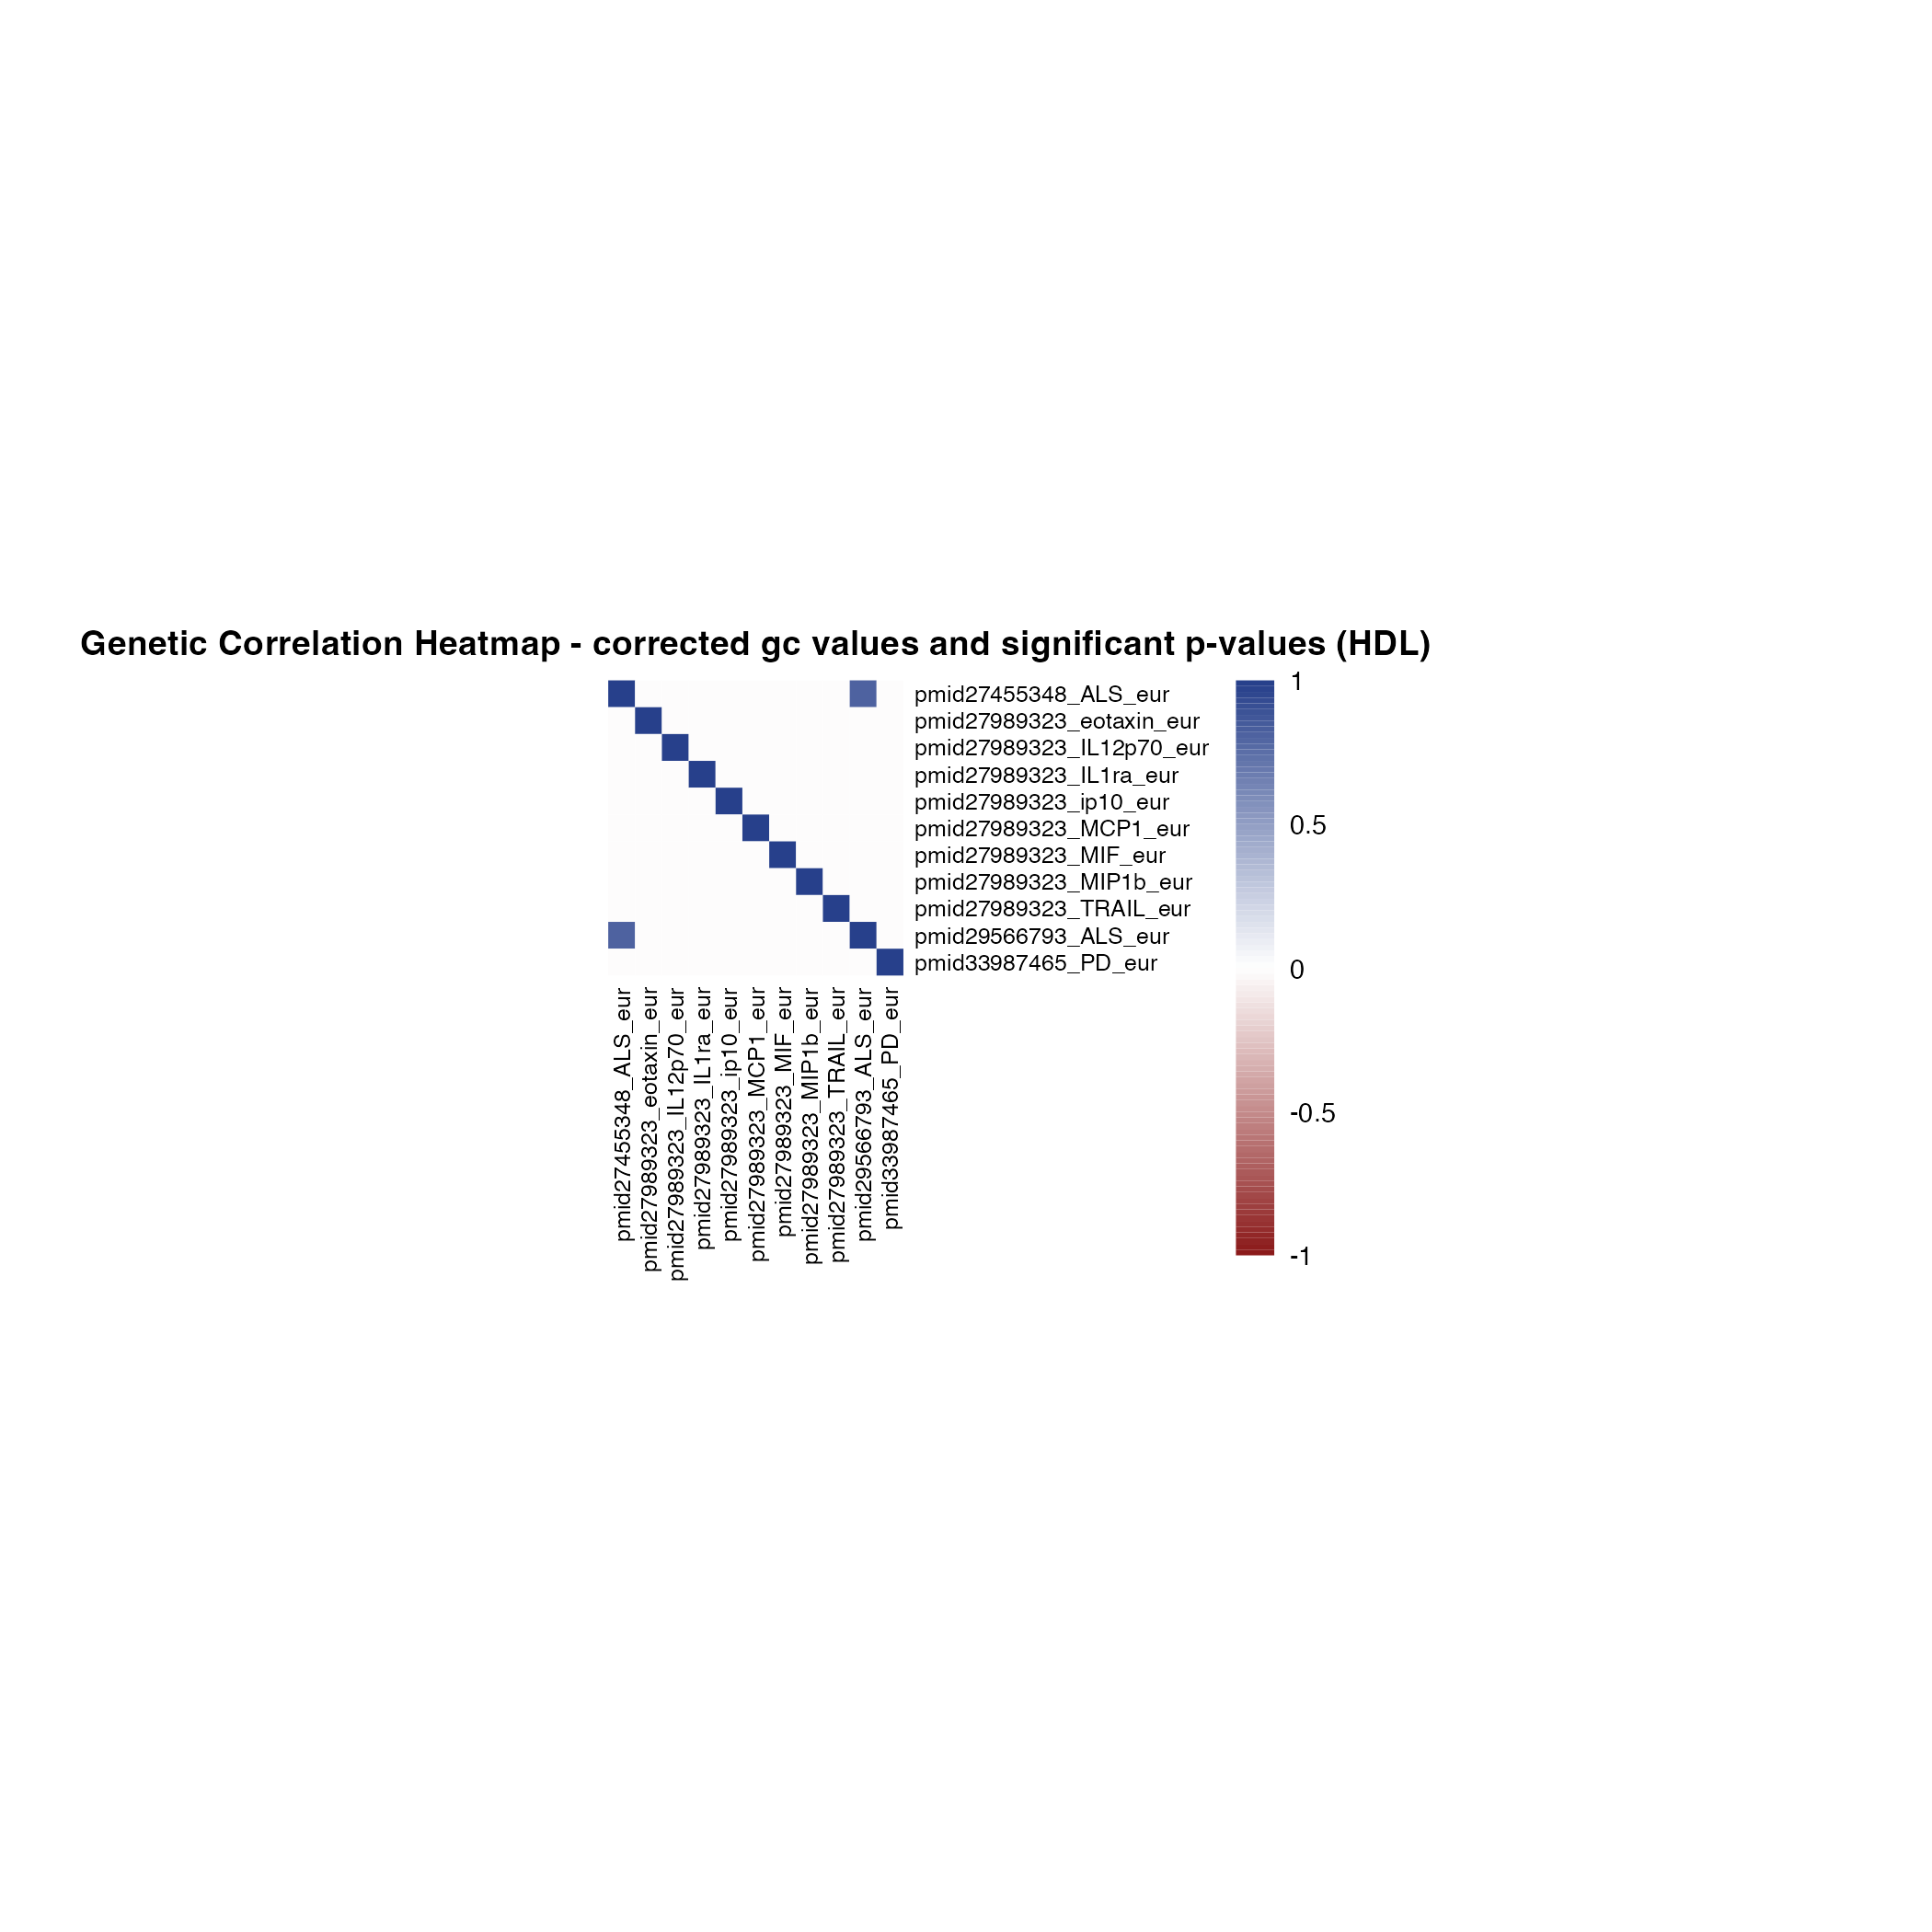 Genetic Correlation Heatmap - corrected gc values and significant p-values (HDL)
pmid27455348_ALS_eur
pmid27989323_eotaxin_eur
pmid27989323_IL12p70_eur
pmid27989323_IL1ra_eur
pmid27989323_ip10_eur
pmid27989323_MCP1_eur
pmid27989323_MIF_eur
pmid27989323_MIP1b_eur
pmid27989323_TRAIL_eur
pmid29566793_ALS_eur
pmid33987465_PD_eur
1
0.5
0
-0.5
-1
pmid27455348_ALS_eur
pmid27989323_eotaxin_eur
pmid27989323_IL12p70_eur
pmid27989323_IL1ra_eur
pmid27989323_ip10_eur
pmid27989323_MCP1_eur
pmid27989323_MIF_eur
pmid27989323_MIP1b_eur
pmid27989323_TRAIL_eur
pmid29566793_ALS_eur
pmid33987465_PD_eur